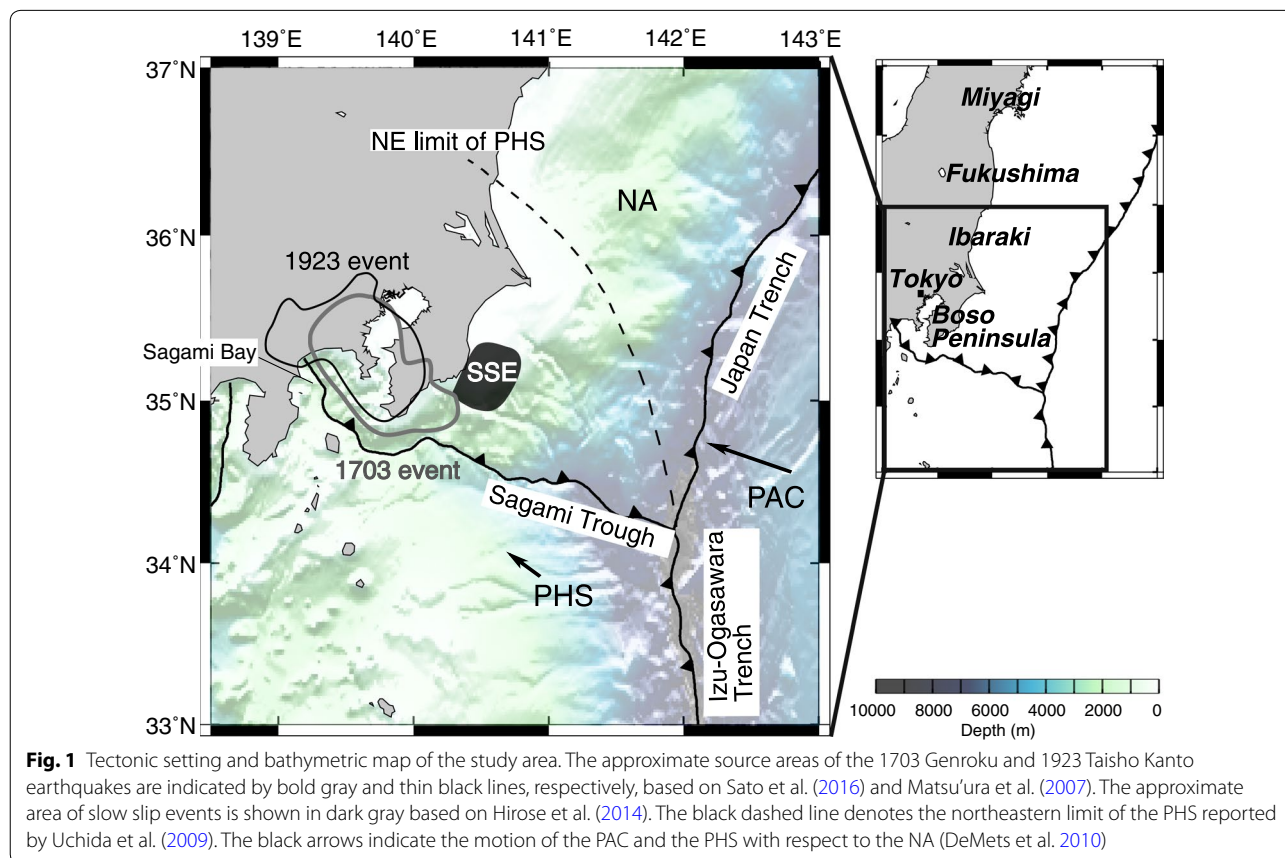 139˚E 140˚E 141˚E 142˚E 143˚E
37˚N
36˚N
35˚N
34˚N
33˚N
NE limit of PHS
NA
1923 event
Sagami Bay
SSE
1703 event
Japan Trench
PAC
Sagami Trough
PHS
Izu-Ogasawara
Trench
Miyagi
Fukushima
Ibaraki
Tokyo
Boso
Peninsula
10000 8000 6000 4000 2000 0
Depth (m)
Fig. 1 Tectonic setting and bathymetric map of the study area. The approximate source areas of the 1703 Genroku and 1923 Taisho Kanto
earthquakes are indicated by bold gray and thin black lines, respectively, based on Sato et al. (2016) and Matsu'ura et al. (2007). The approximate
area of slow slip events is shown in dark gray based on Hirose et al. (2014). The black dashed line denotes the northeastern limit of the PHS reported
by Uchida et al. (2009). The black arrows indicate the motion of the PAC and the PHS with respect to the NA (DeMets et al. 2010)